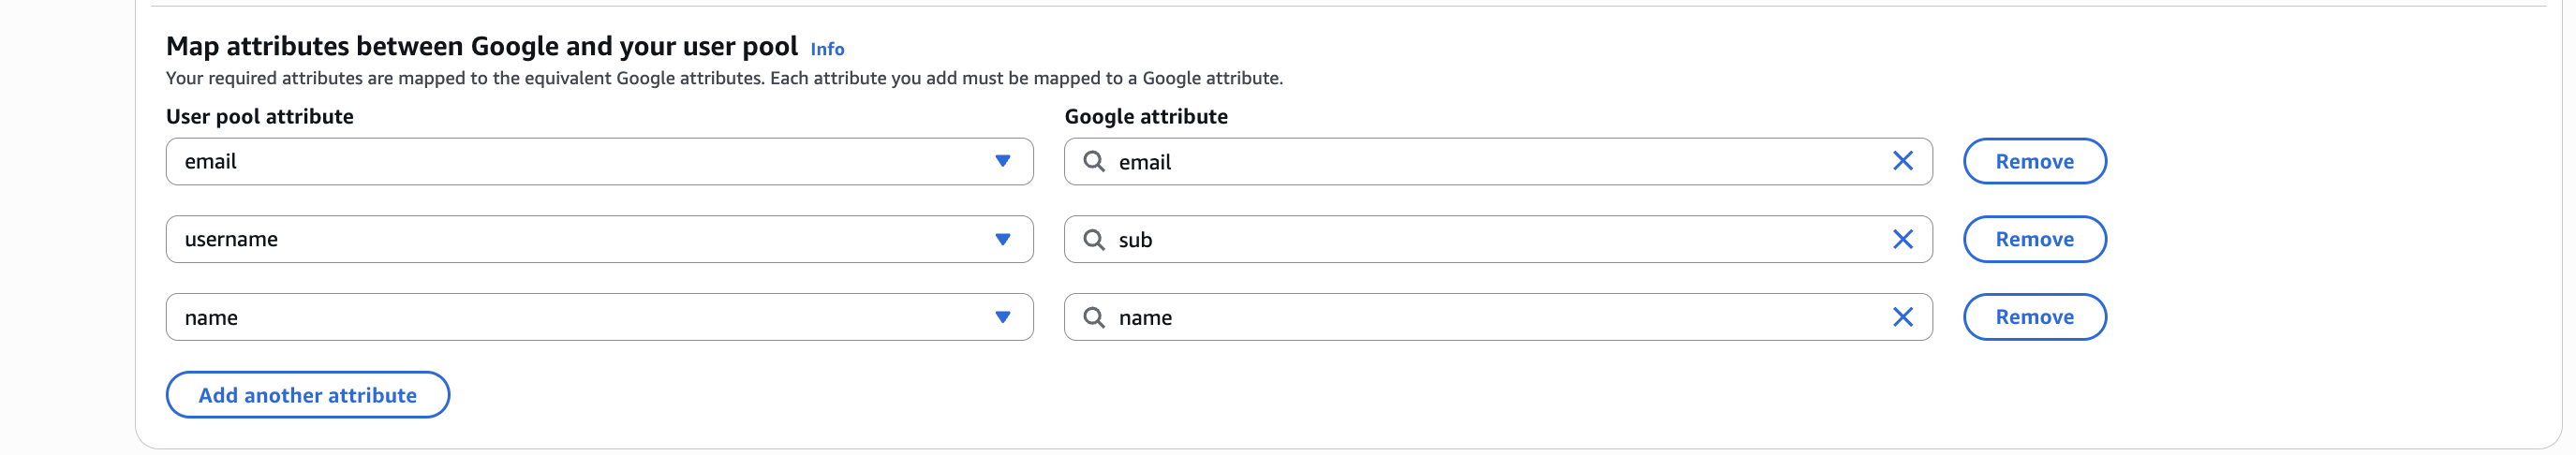 Map attributes between Google and your user pool Info
Your required attributes are mapped to the equivalent Google attributes. Each attribute you add must be mapped to a Google attribute.
User pool attribute Google attribute
email email Remove
username sub Remove
name name Remove
Add another attribute